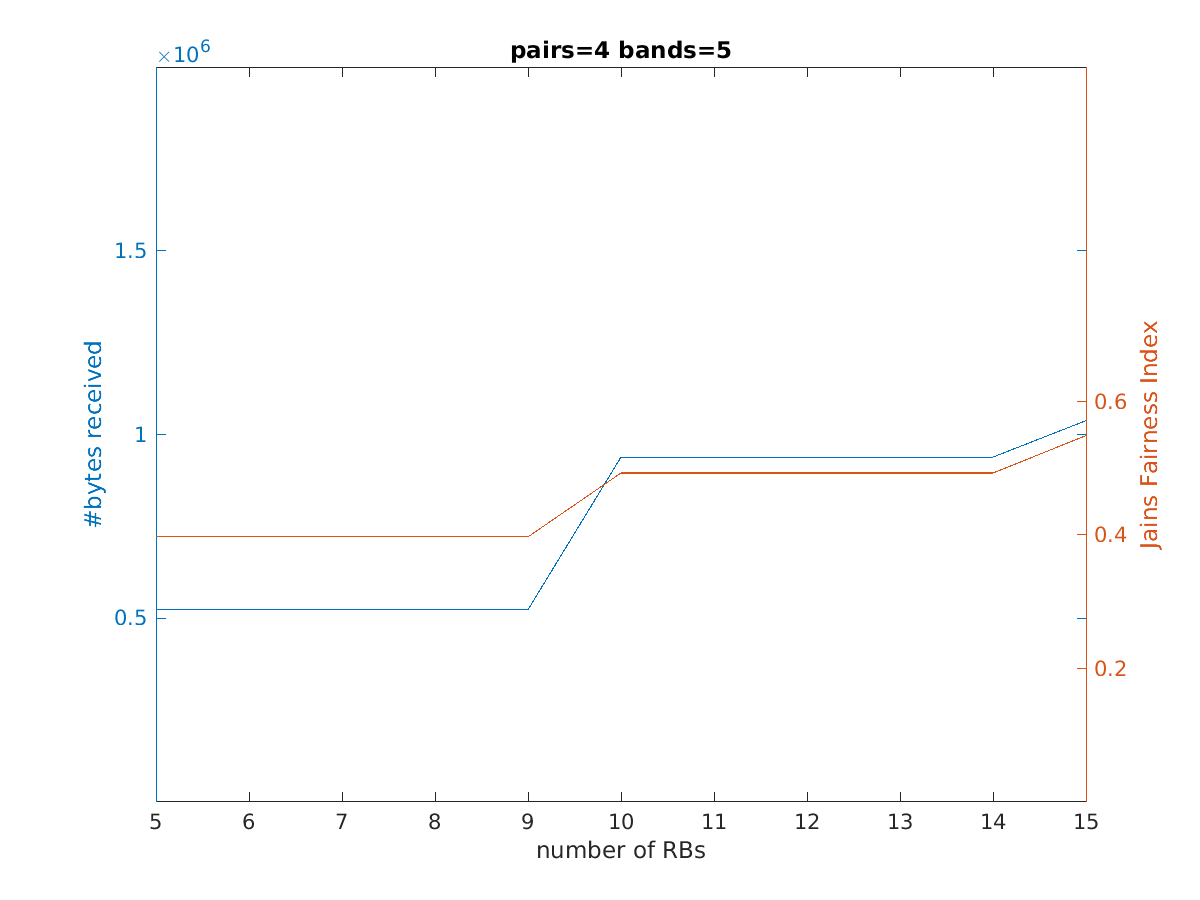 pairs=4 bands=5
×10^6
1.5
1
0.5
#bytes received
0.6
0.4
0.2
Jains Fairness Index
5 6 7 8 9 10 11 12 13 14 15
number of RBs